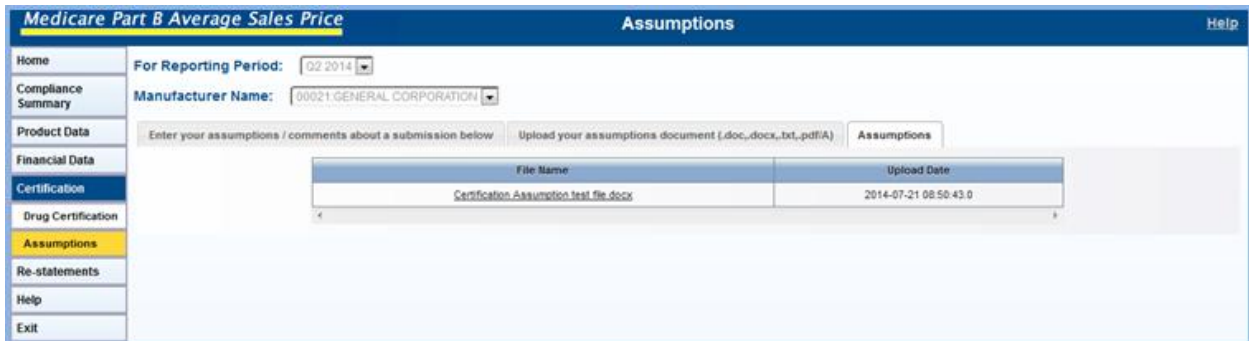 Medicare Part B Average Sales Price
Assumptions
Help
Home
Compliance
Summary
Product Data
Financial Data
Certification
Drug Certification
Assumptions
Re-statements
Help
Exit
For Reporting Period: Q2 2014
Manufacturer Name: 00021:GENERAL CORPORATION
Enter your assumptions / comments about a submission below
Upload your assumptions document (.doc,.docx,.txt,.pdf/A)
Assumptions
File Name
Upload Date
Certification Assumption test file.docx
2014-07-21 08:50:43.0